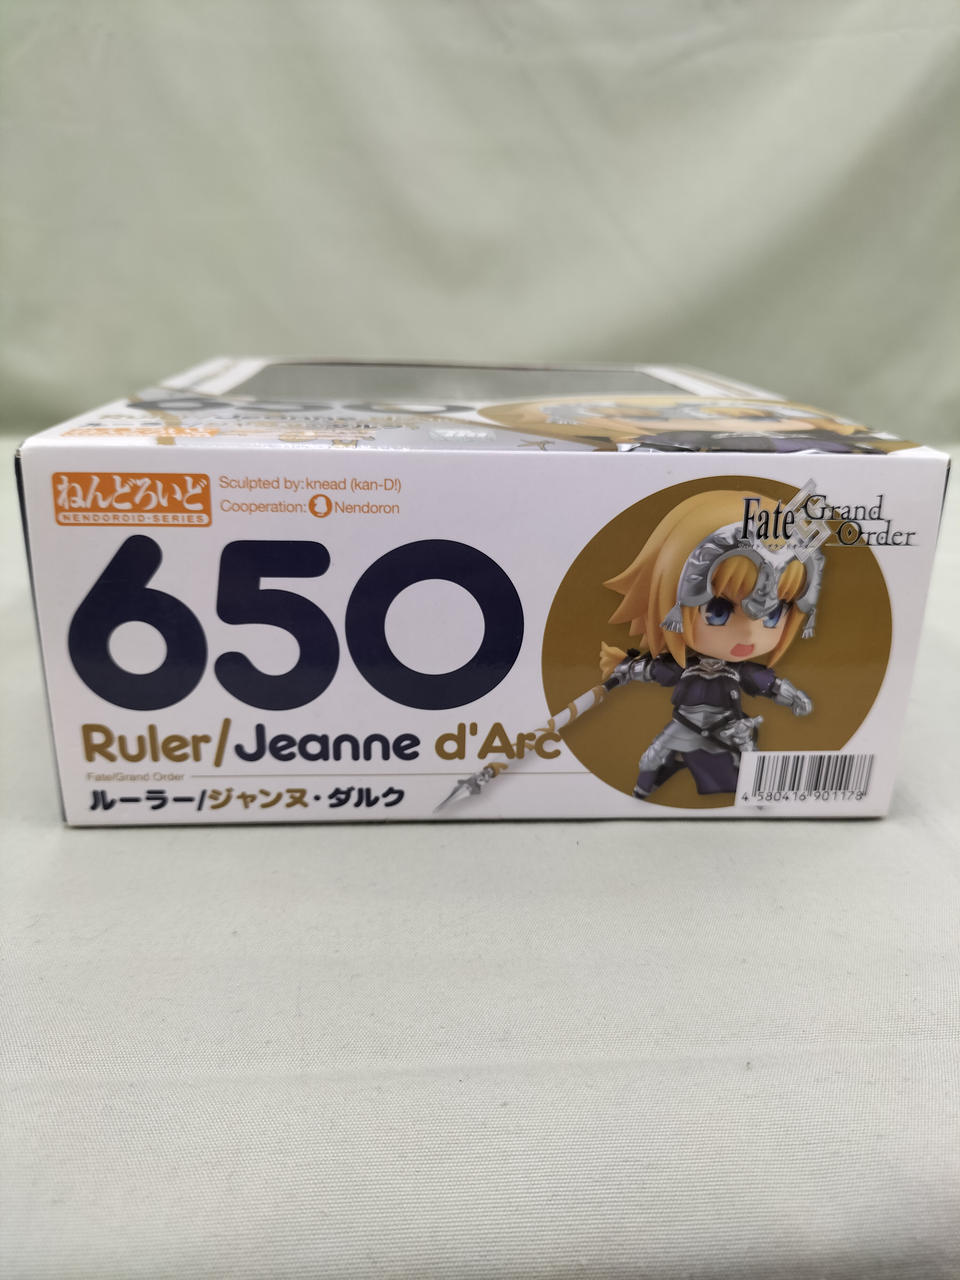 ねんどろいど
NENDOROID-SERIES
Sculpted by: knead (kan-D!)
Cooperation: Nendoron
650
Ruler/Jeanne d'Arc
Fate/Grand Order
ルーラー/ジャンヌ・ダルク
Fate Grand
Order
4 580416 901178